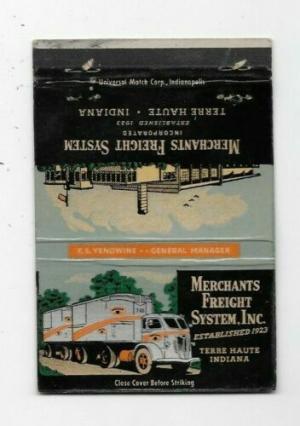 Universal Match Corp., Indianapolis
MERCHANTS FREIGHT SYSTEM
INCORPORATED
ESTABLISHED 1923
TERRE HAUTE • INDIANA
F. S. YENOWINE -- GENERAL MANAGER
MERCHANTS
FREIGHT
SYSTEM, INC.
ESTABLISHED 1923
TERRE HAUTE
INDIANA
Close Cover Before Striking